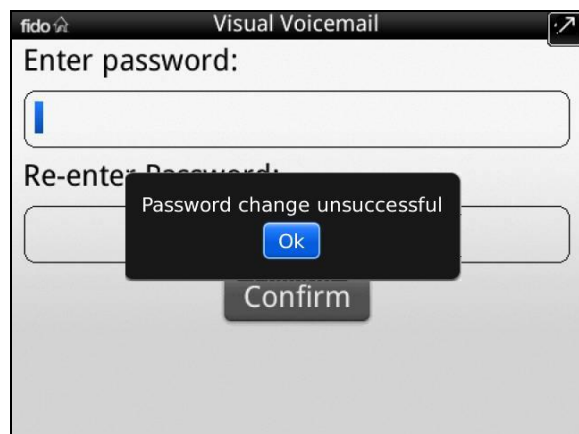 fido Visual Voicemail
Enter password:
Re-enter Password:
Password change unsuccessful
Ok
Confirm